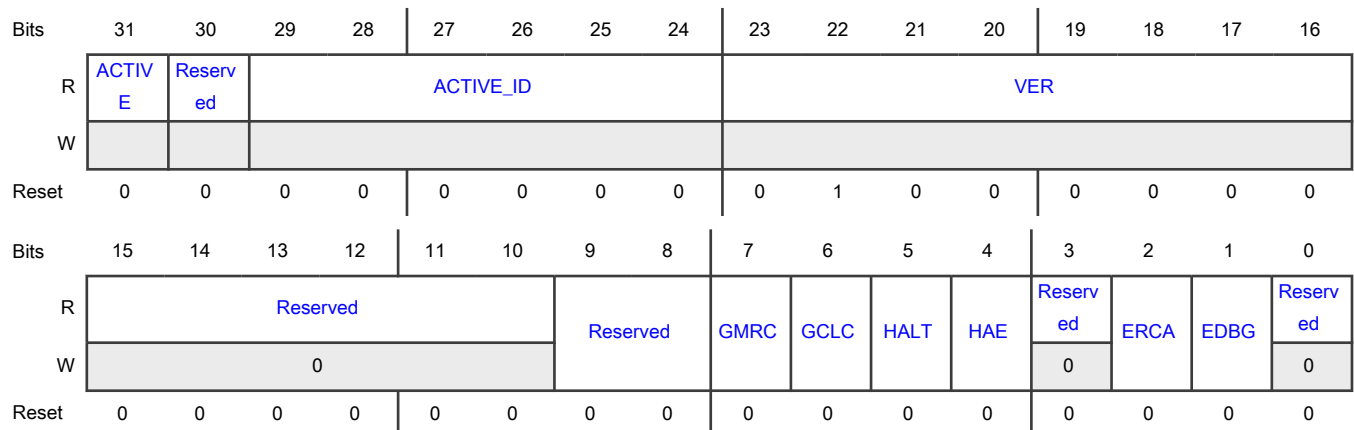 Bits 31 30 29 28 27 26 25 24 23 22 21 20 19 18 17 16
R ACTIV Reserv ACTIVE_ID VER
E ed
W
Reset 0 0 0 0 0 0 0 0 0 1 0 0 0 0 0 0
Bits 15 14 13 12 11 10 9 8 7 6 5 4 3 2 1 0
R Reserved Reserved GMRC GCLC HALT HAE Reserv ERCA EDBG Reserv
ed ed
W 0 0 0
Reset 0 0 0 0 0 0 0 0 0 0 0 0 0 0 0 0